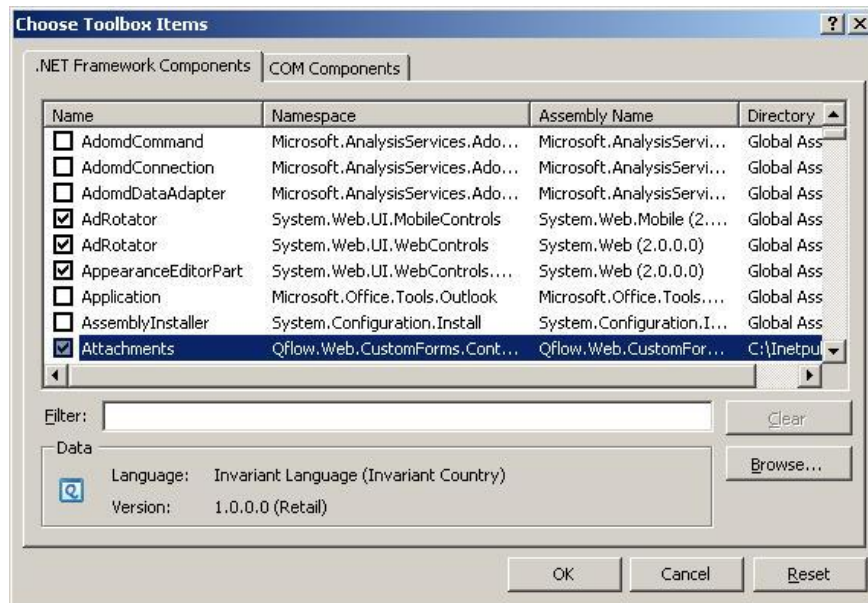 Choose Toolbox Items
.NET Framework Components COM Components
Name Namespace Assembly Name Directory
AdomdCommand Microsoft.AnalysisServices.Ado... Microsoft.AnalysisServi... Global Ass
AdomdConnection Microsoft.AnalysisServices.Ado... Microsoft.AnalysisServi... Global Ass
AdomdDataAdapter Microsoft.AnalysisServices.Ado... Microsoft.AnalysisServi... Global Ass
AdRotator System.Web.UI.MobileControls System.Web.Mobile (2.... Global Ass
AdRotator System.Web.UI.WebControls System.Web (2.0.0.0) Global Ass
AppearanceEditorPart System.Web.UI.WebControls.... System.Web (2.0.0.0) Global Ass
Application Microsoft.Office.Tools.Outlook Microsoft.Office.Tools.... Global Ass
AssemblyInstaller System.Configuration.Install System.Configuration.I... Global Ass
Attachments Qflow.Web.CustomForms.Cont... Qflow.Web.CustomFor... C:\Inetpul
Filter: Clear
Data
Browse...
Language: Invariant Language (Invariant Country)
Version: 1.0.0.0 (Retail)
OK Cancel Reset